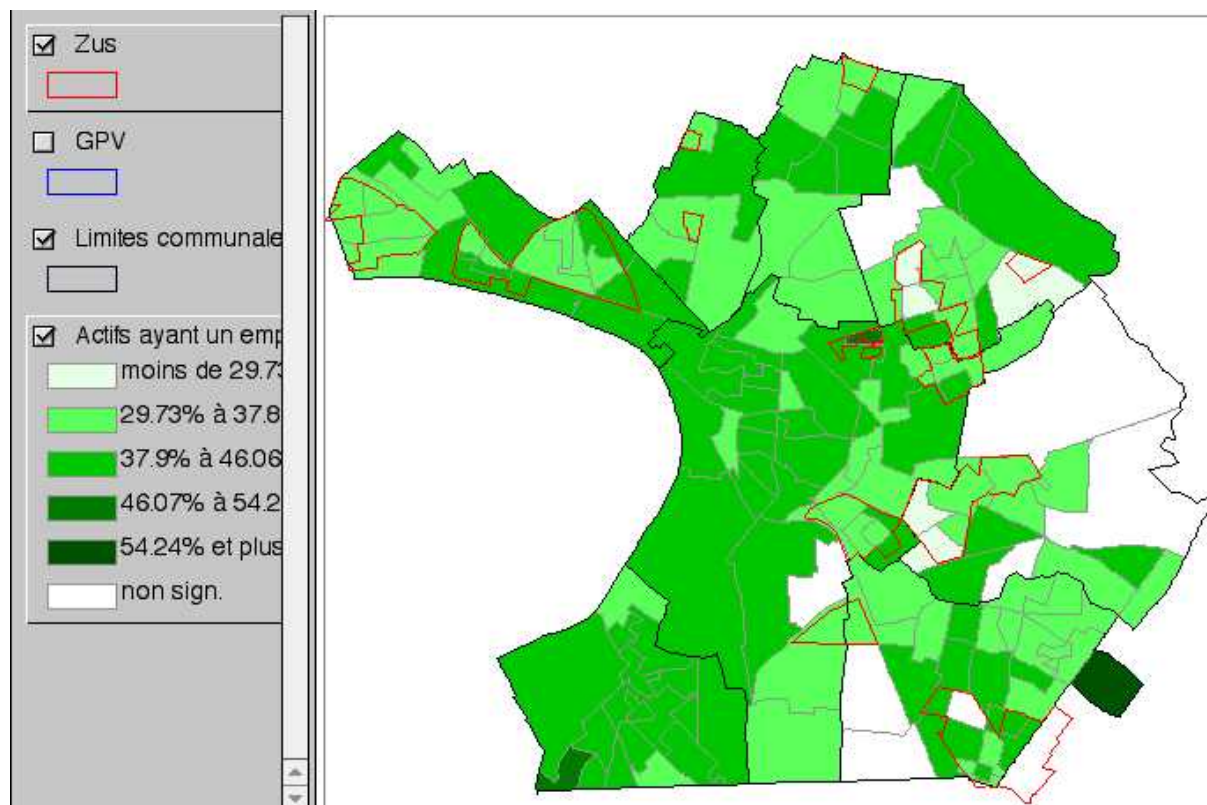 Zus
GPV
Limites communale
Actifs ayant un emp
moins de 29.73
29.73% à 37.8
37.9% à 46.06
46.07% à 54.2
54.24% et plus
non sign.